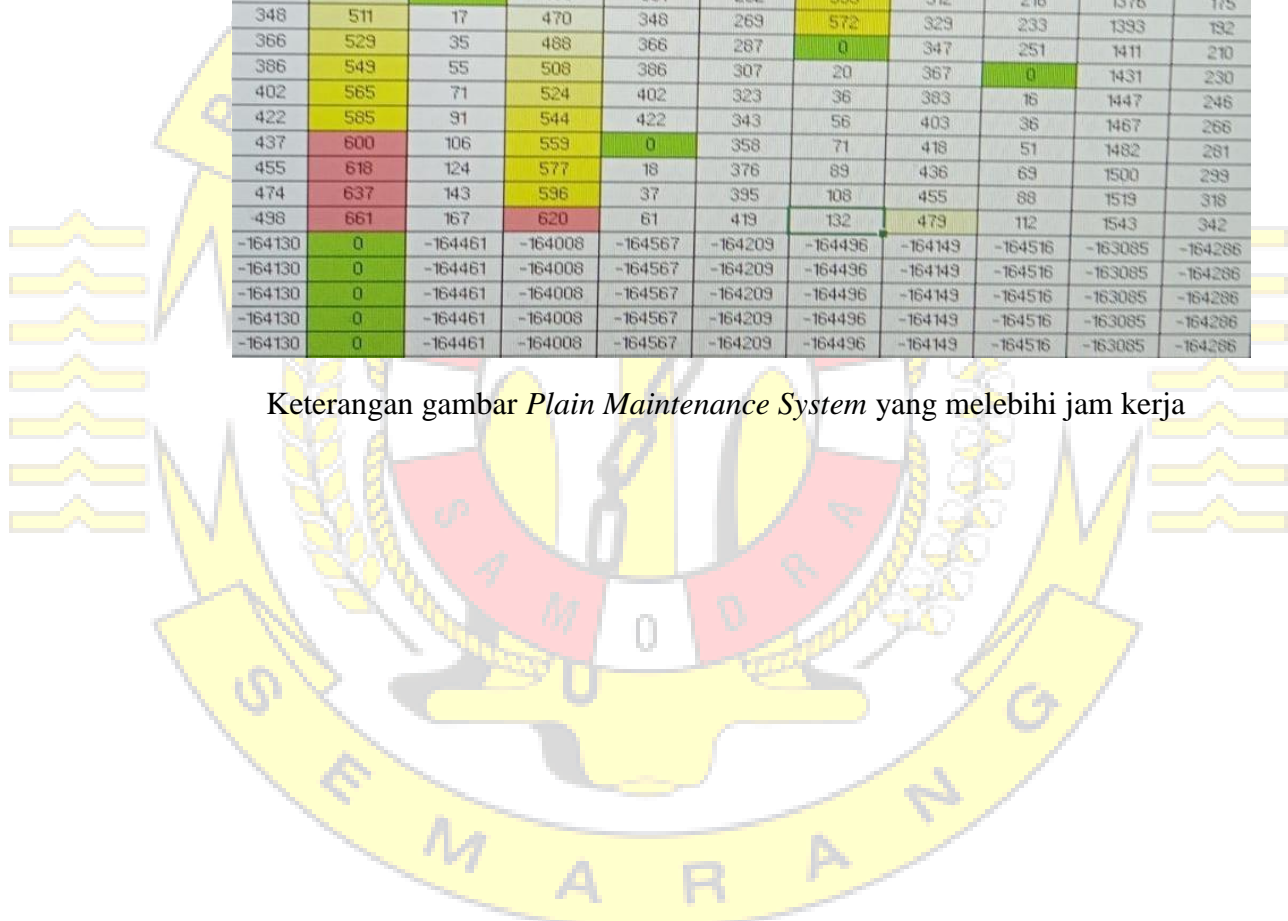 312 216 1376 175
348 511 17 470 348 269 572 329 233 1393 192
366 529 35 488 366 287 0 347 251 1411 210
386 549 55 508 386 307 20 367 0 1431 230
402 565 71 524 402 323 36 383 16 1447 246
422 585 91 544 422 343 56 403 36 1467 266
437 600 106 559 0 358 71 418 51 1482 281
455 618 124 577 18 376 89 436 69 1500 299
474 637 143 596 37 395 108 455 88 1519 318
498 661 167 620 61 419 132 479 112 1543 342
-164130 0 -164461 -164008 -164567 -164209 -164496 -164149 -164516 -163085 -164286
-164130 0 -164461 -164008 -164567 -164209 -164496 -164149 -164516 -163085 -164286
-164130 0 -164461 -164008 -164567 -164209 -164496 -164149 -164516 -163085 -164286
-164130 0 -164461 -164008 -164567 -164209 -164496 -164149 -164516 -163085 -164286
-164130 0 -164461 -164008 -164567 -164209 -164496 -164149 -164516 -163085 -164286
Keterangan gambar Plain Maintenance System yang melebihi jam kerja
SAMODRA
SEMARANG